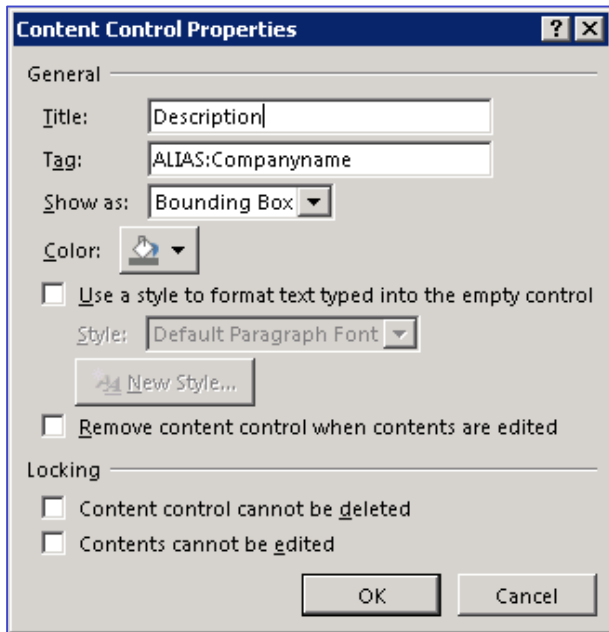 Content Control Properties
General
Title: Description
Tag: ALIAS:Companyname
Show as: Bounding Box
Color:
Use a style to format text typed into the empty control
Style: Default Paragraph Font
New Style...
Remove content control when contents are edited
Locking
Content control cannot be deleted
Contents cannot be edited
OK Cancel